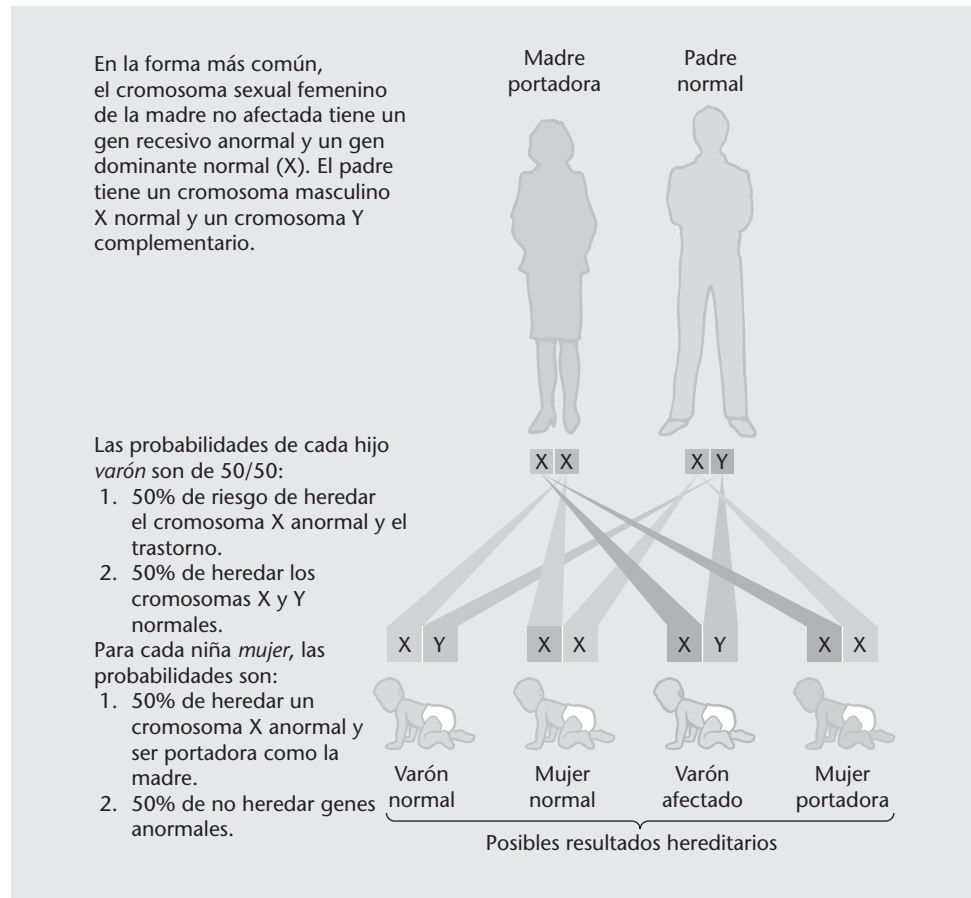 En la forma más común,
el cromosoma sexual femenino
de la madre no afectada tiene un
gen recesivo anormal y un gen
dominante normal (X). El padre
tiene un cromosoma masculino
X normal y un cromosoma Y
complementario.
Madre
portadora
Padre
normal
Las probabilidades de cada hijo
varón son de 50/50:
1. 50% de riesgo de heredar
el cromosoma X anormal y el
trastorno.
2. 50% de heredar los
cromosomas X y Y
normales.
Para cada niña mujer, las
probabilidades son:
1. 50% de heredar un
cromosoma X anormal y
ser portadora como la
madre.
2. 50% de no heredar genes
anormales.
X X
X Y
X Y
X X
X Y
X X
Varón
normal
Mujer
normal
Varón
afectado
Mujer
portadora
Posibles resultados hereditarios